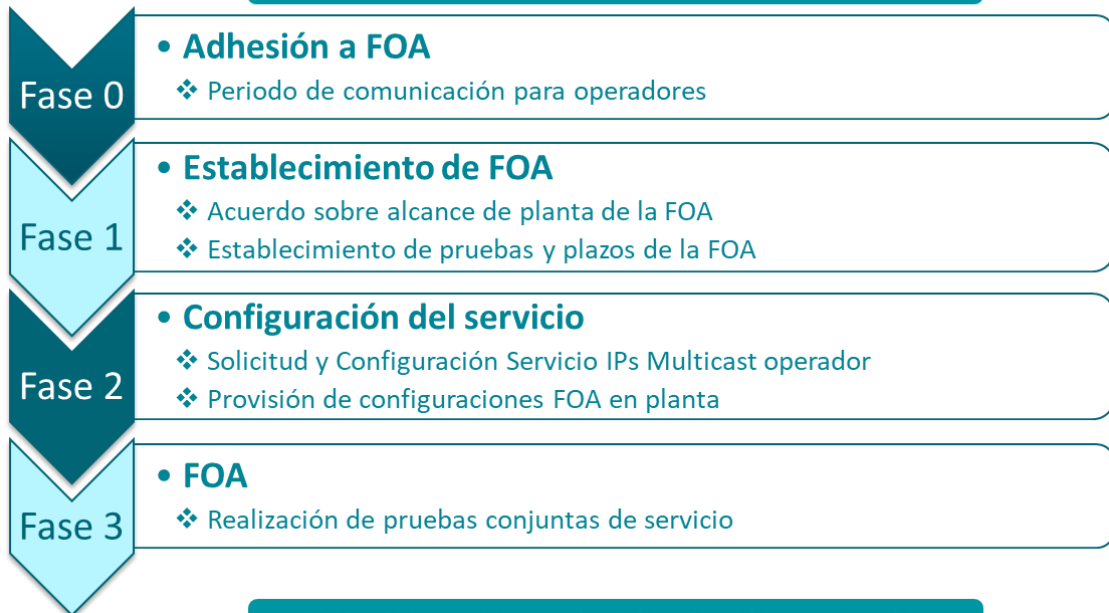 Fase 0
• Adhesión a FOA
❖ Periodo de comunicación para operadores
Fase 1
• Establecimiento de FOA
❖ Acuerdo sobre alcance de planta de la FOA
❖ Establecimiento de pruebas y plazos de la FOA
Fase 2
• Configuración del servicio
❖ Solicitud y Configuración Servicio IPs Multicast operador
❖ Provisión de configuraciones FOA en planta
Fase 3
• FOA
❖ Realización de pruebas conjuntas de servicio